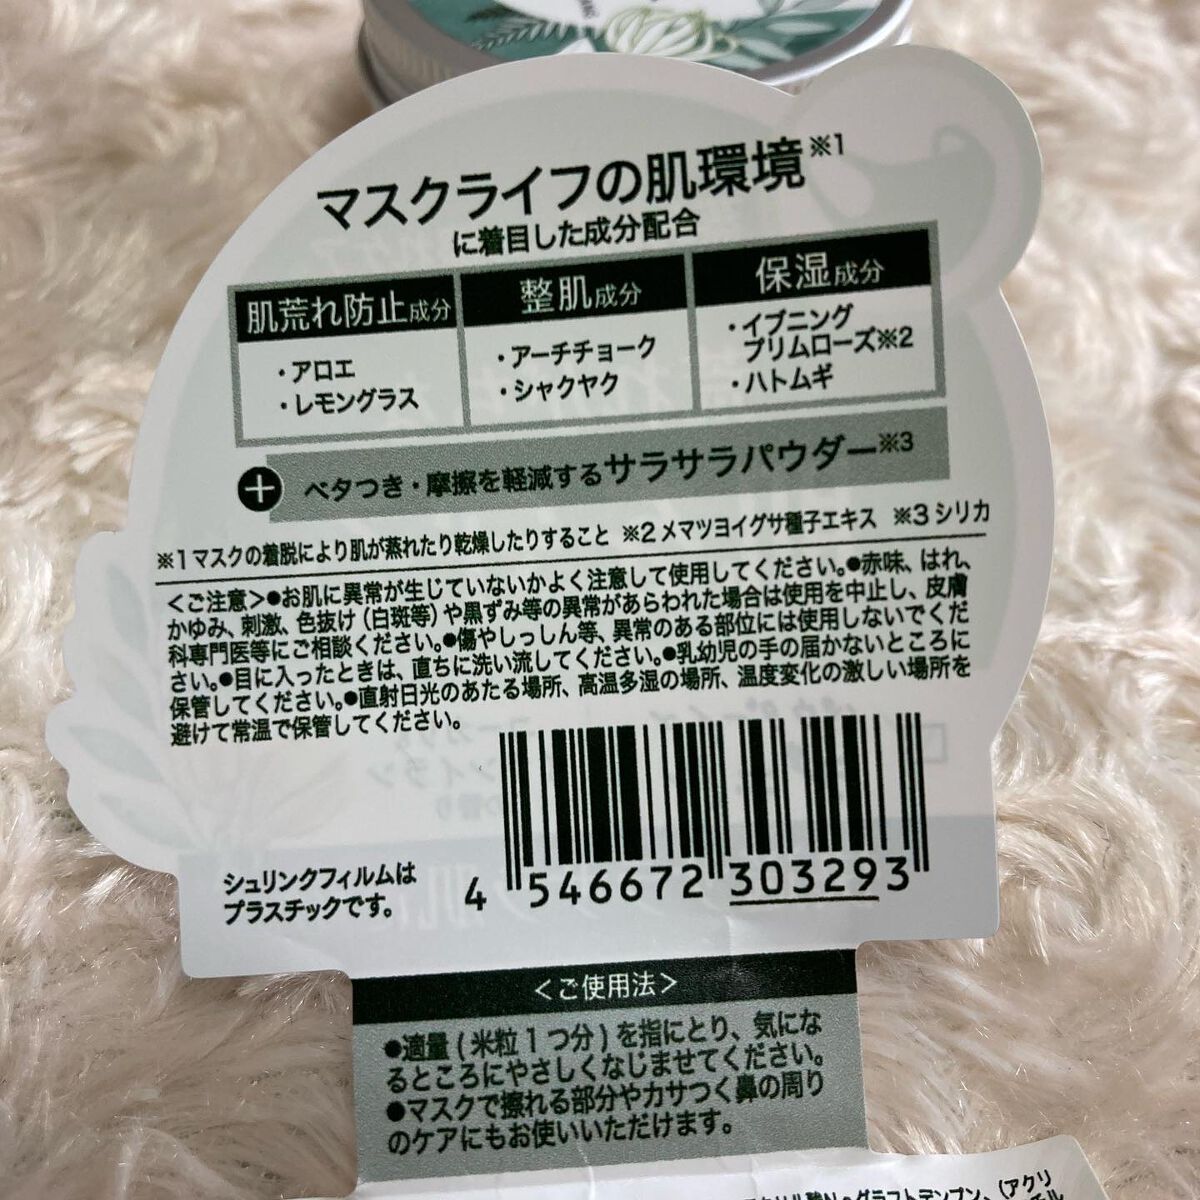 マスクライフの肌環境※1
に着目した成分配合
肌荒れ防止成分
・アロエ
・レモングラス
整肌成分
・アーチチョーク
・シャクヤク
保湿成分
・イブニング
プリムローズ※2
・ハトムギ
＋ ベタつき・摩擦を軽減するサラサラパウダー※3
※1マスクの着脱により肌が蒸れたり乾燥したりすること ※2メマツヨイグサ種子エキス ※3シリカ
＜ご注意＞●お肌に異常が生じていないかよく注意して使用してください。●赤味、はれ、
かゆみ、刺激、色抜け(白斑等)や黒ずみ等の異常があらわれた場合は使用を中止し、皮膚
科専門医等にご相談ください。●傷やしっしん等、異常のある部位には使用しないでくだ
さい。●目に入ったときは、直ちに洗い流してください。●乳幼児の手の届かないところに
保管してください。●直射日光のあたる場所、高温多湿の場所、温度変化の激しい場所を
避けて常温で保管してください。
シュリンクフィルムは
プラスチックです。
4 546672 303293
＜ご使用法＞
●適量(米粒1つ分)を指にとり、気にな
るところにやさしくなじませてください。
●マスクで擦れる部分やカサつく鼻の周り
のケアにもお使いいただけます。
グラフトデンプン、(アクリ